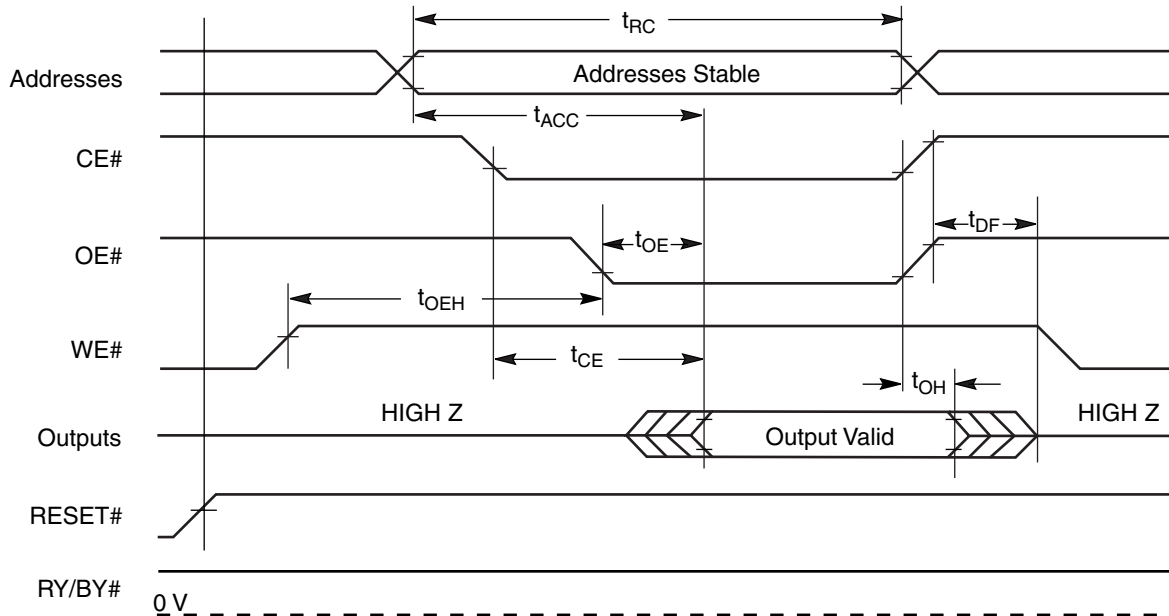 tRC
Addresses
Addresses Stable
tACC
CE#
OE#
tOE
tDF
tOEH
WE#
tCE
tOH
HIGH Z
HIGH Z
Outputs
Output Valid
RESET#
RY/BY#
0 V